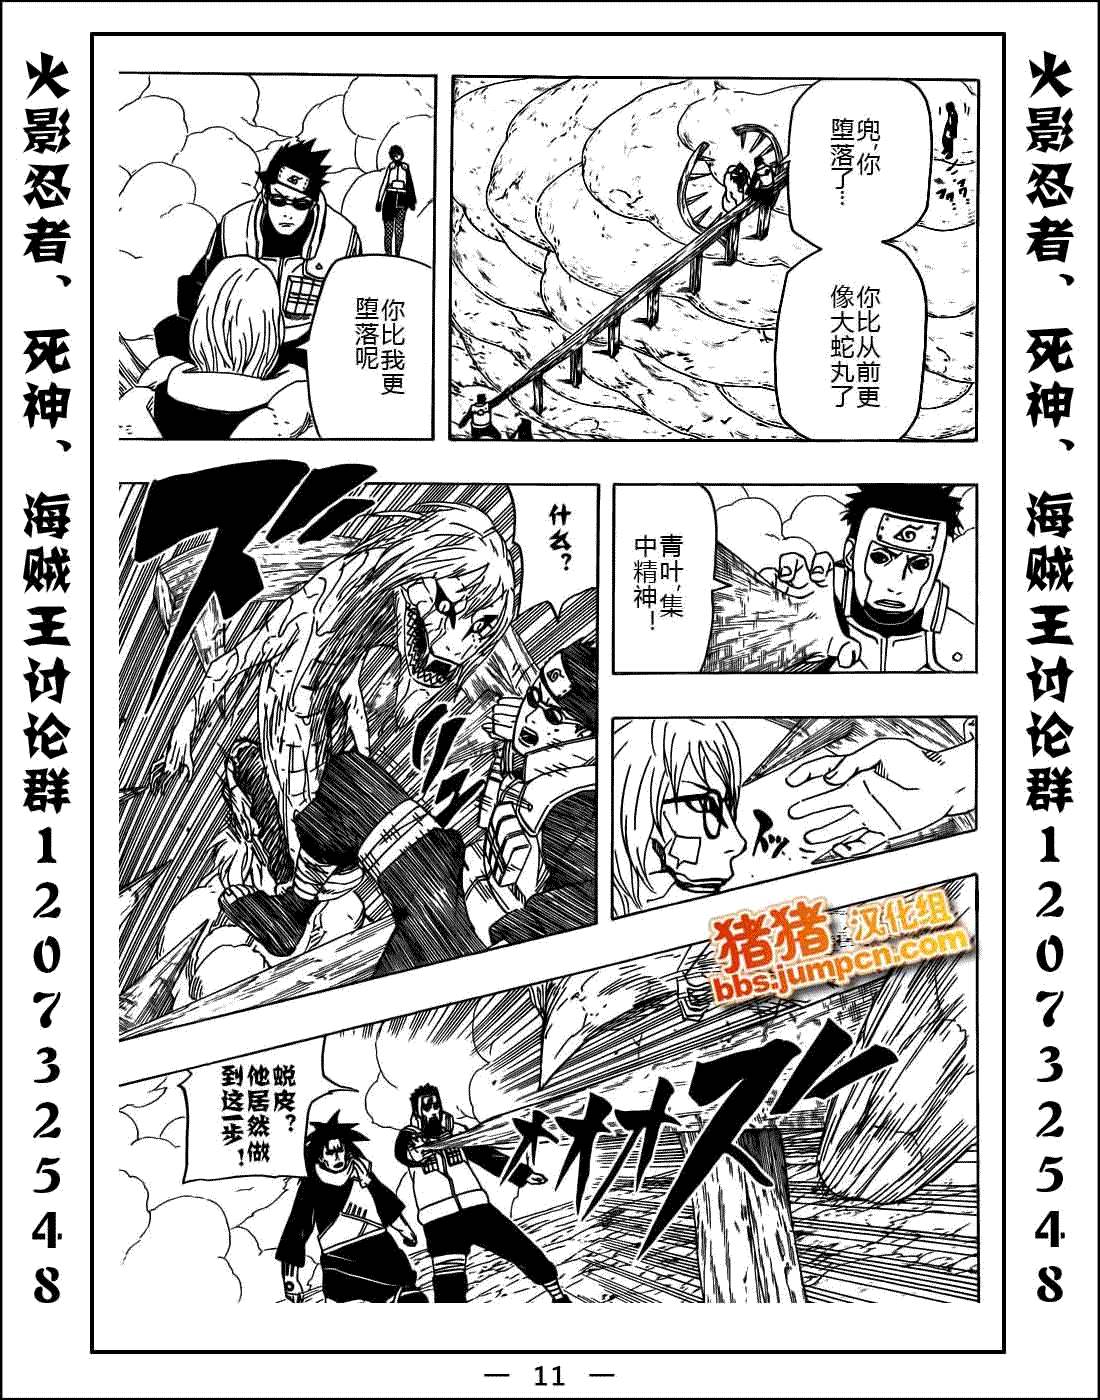 火影忍者、死神、海贼王讨论群120732548
兜,你
堕落了…
你比从前更
像大蛇丸了
你比我更
堕落呢
青叶,集
中精神!
什么?
猪猪汉化组
bbs.jumpcn.com
蜕皮?
他居然做
到这一步!
火影忍者、死神、海贼王讨论群120732548
— 11 —